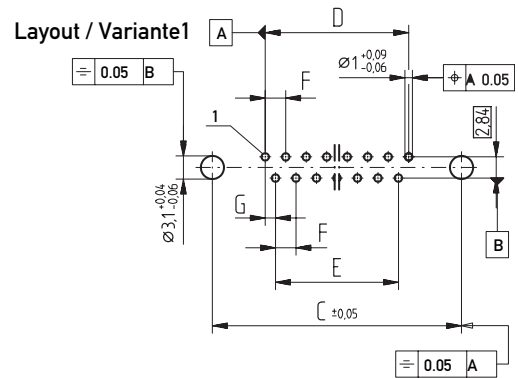 Layout / Variante1
A
D
⌯ 0.05 B
F
Ø1 +0,09 -0,06
⌖ A 0.05
1
2,84
Ø3,1 +0,04 -0,06
G
F
B
E
C ±0,05
⌯ 0.05 A